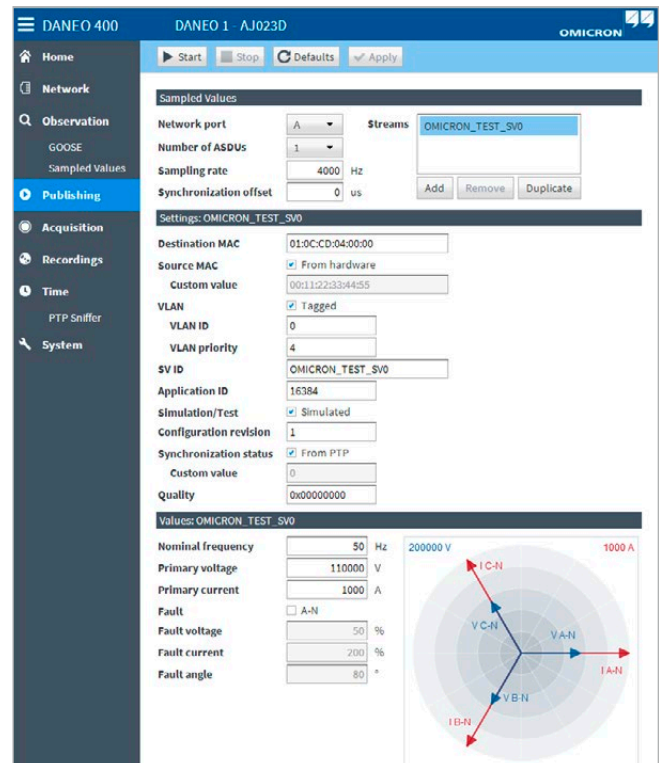 DANEO 400
DANEO 1 - AJ023D
OMICRON
Home
Network
Observation
GOOSE
Sampled Values
Publishing
Acquisition
Recordings
Time
PTP Sniffer
System
Start Stop Defaults Apply
Sampled Values
Network port A Streams OMICRON_TEST_SV0
Number of ASDUs 1
Sampling rate 4000 Hz
Synchronization offset 0 us
Add Remove Duplicate
Settings: OMICRON_TEST_SV0
Destination MAC 01:0C:CD:04:00:00
Source MAC From hardware
Custom value 00:11:22:33:44:55
VLAN Tagged
VLAN ID 0
VLAN priority 4
SV ID OMICRON_TEST_SV0
Application ID 16384
Simulation/Test Simulated
Configuration revision 1
Synchronization status From PTP
Custom value 0
Quality 0x00000000
Values: OMICRON_TEST_SV0
Nominal frequency 50 Hz
Primary voltage 110000 V
Primary current 1000 A
Fault A-N
Fault voltage 50 %
Fault current 200 %
Fault angle 80 °
200000 V 1000 A
I C-N
V C-N
V A-N
I A-N
V B-N
I B-N